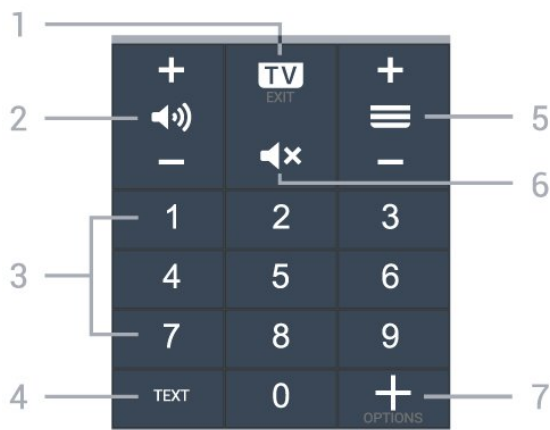 1
+ TV +
EXIT
2 5
− −
6
1 2 3
3
4 5 6
7 8 9
4 TEXT 0 + 7
OPTIONS